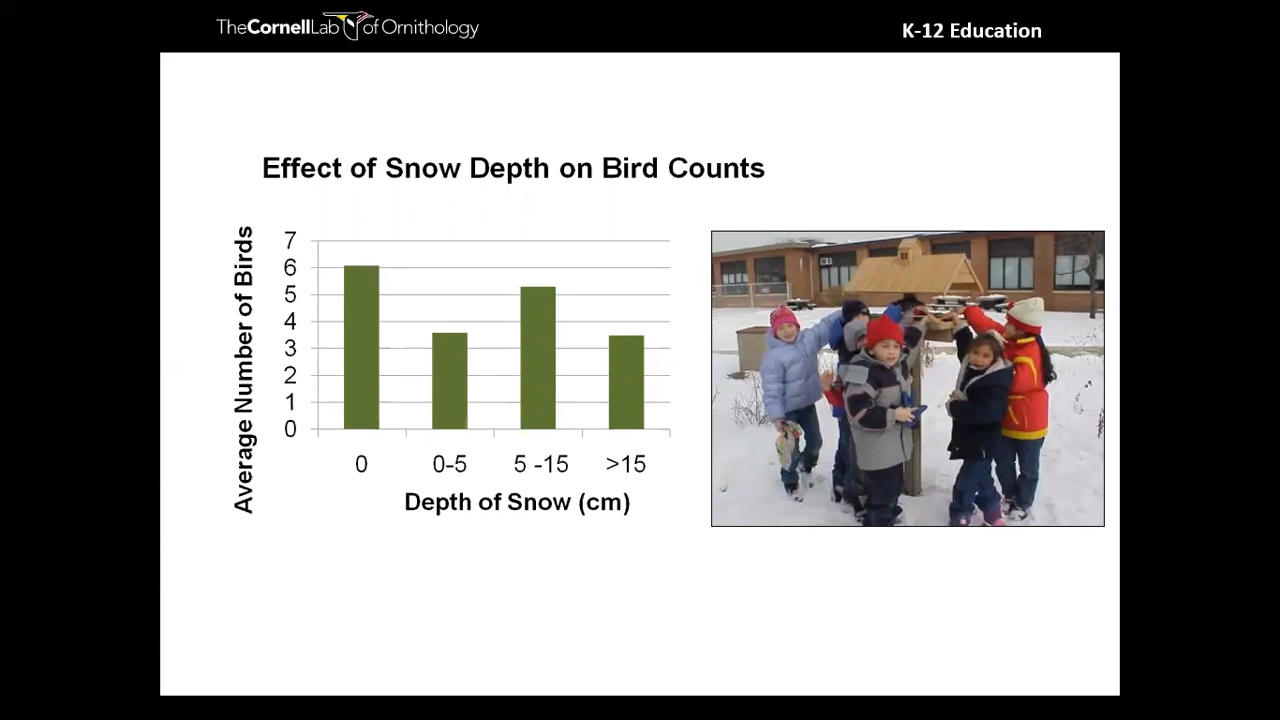 TheCornellLab of Ornithology
K-12 Education
Effect of Snow Depth on Bird Counts
Average Number of Birds
7
6
5
4
3
2
1
0
0 0-5 5 -15 >15
Depth of Snow (cm)